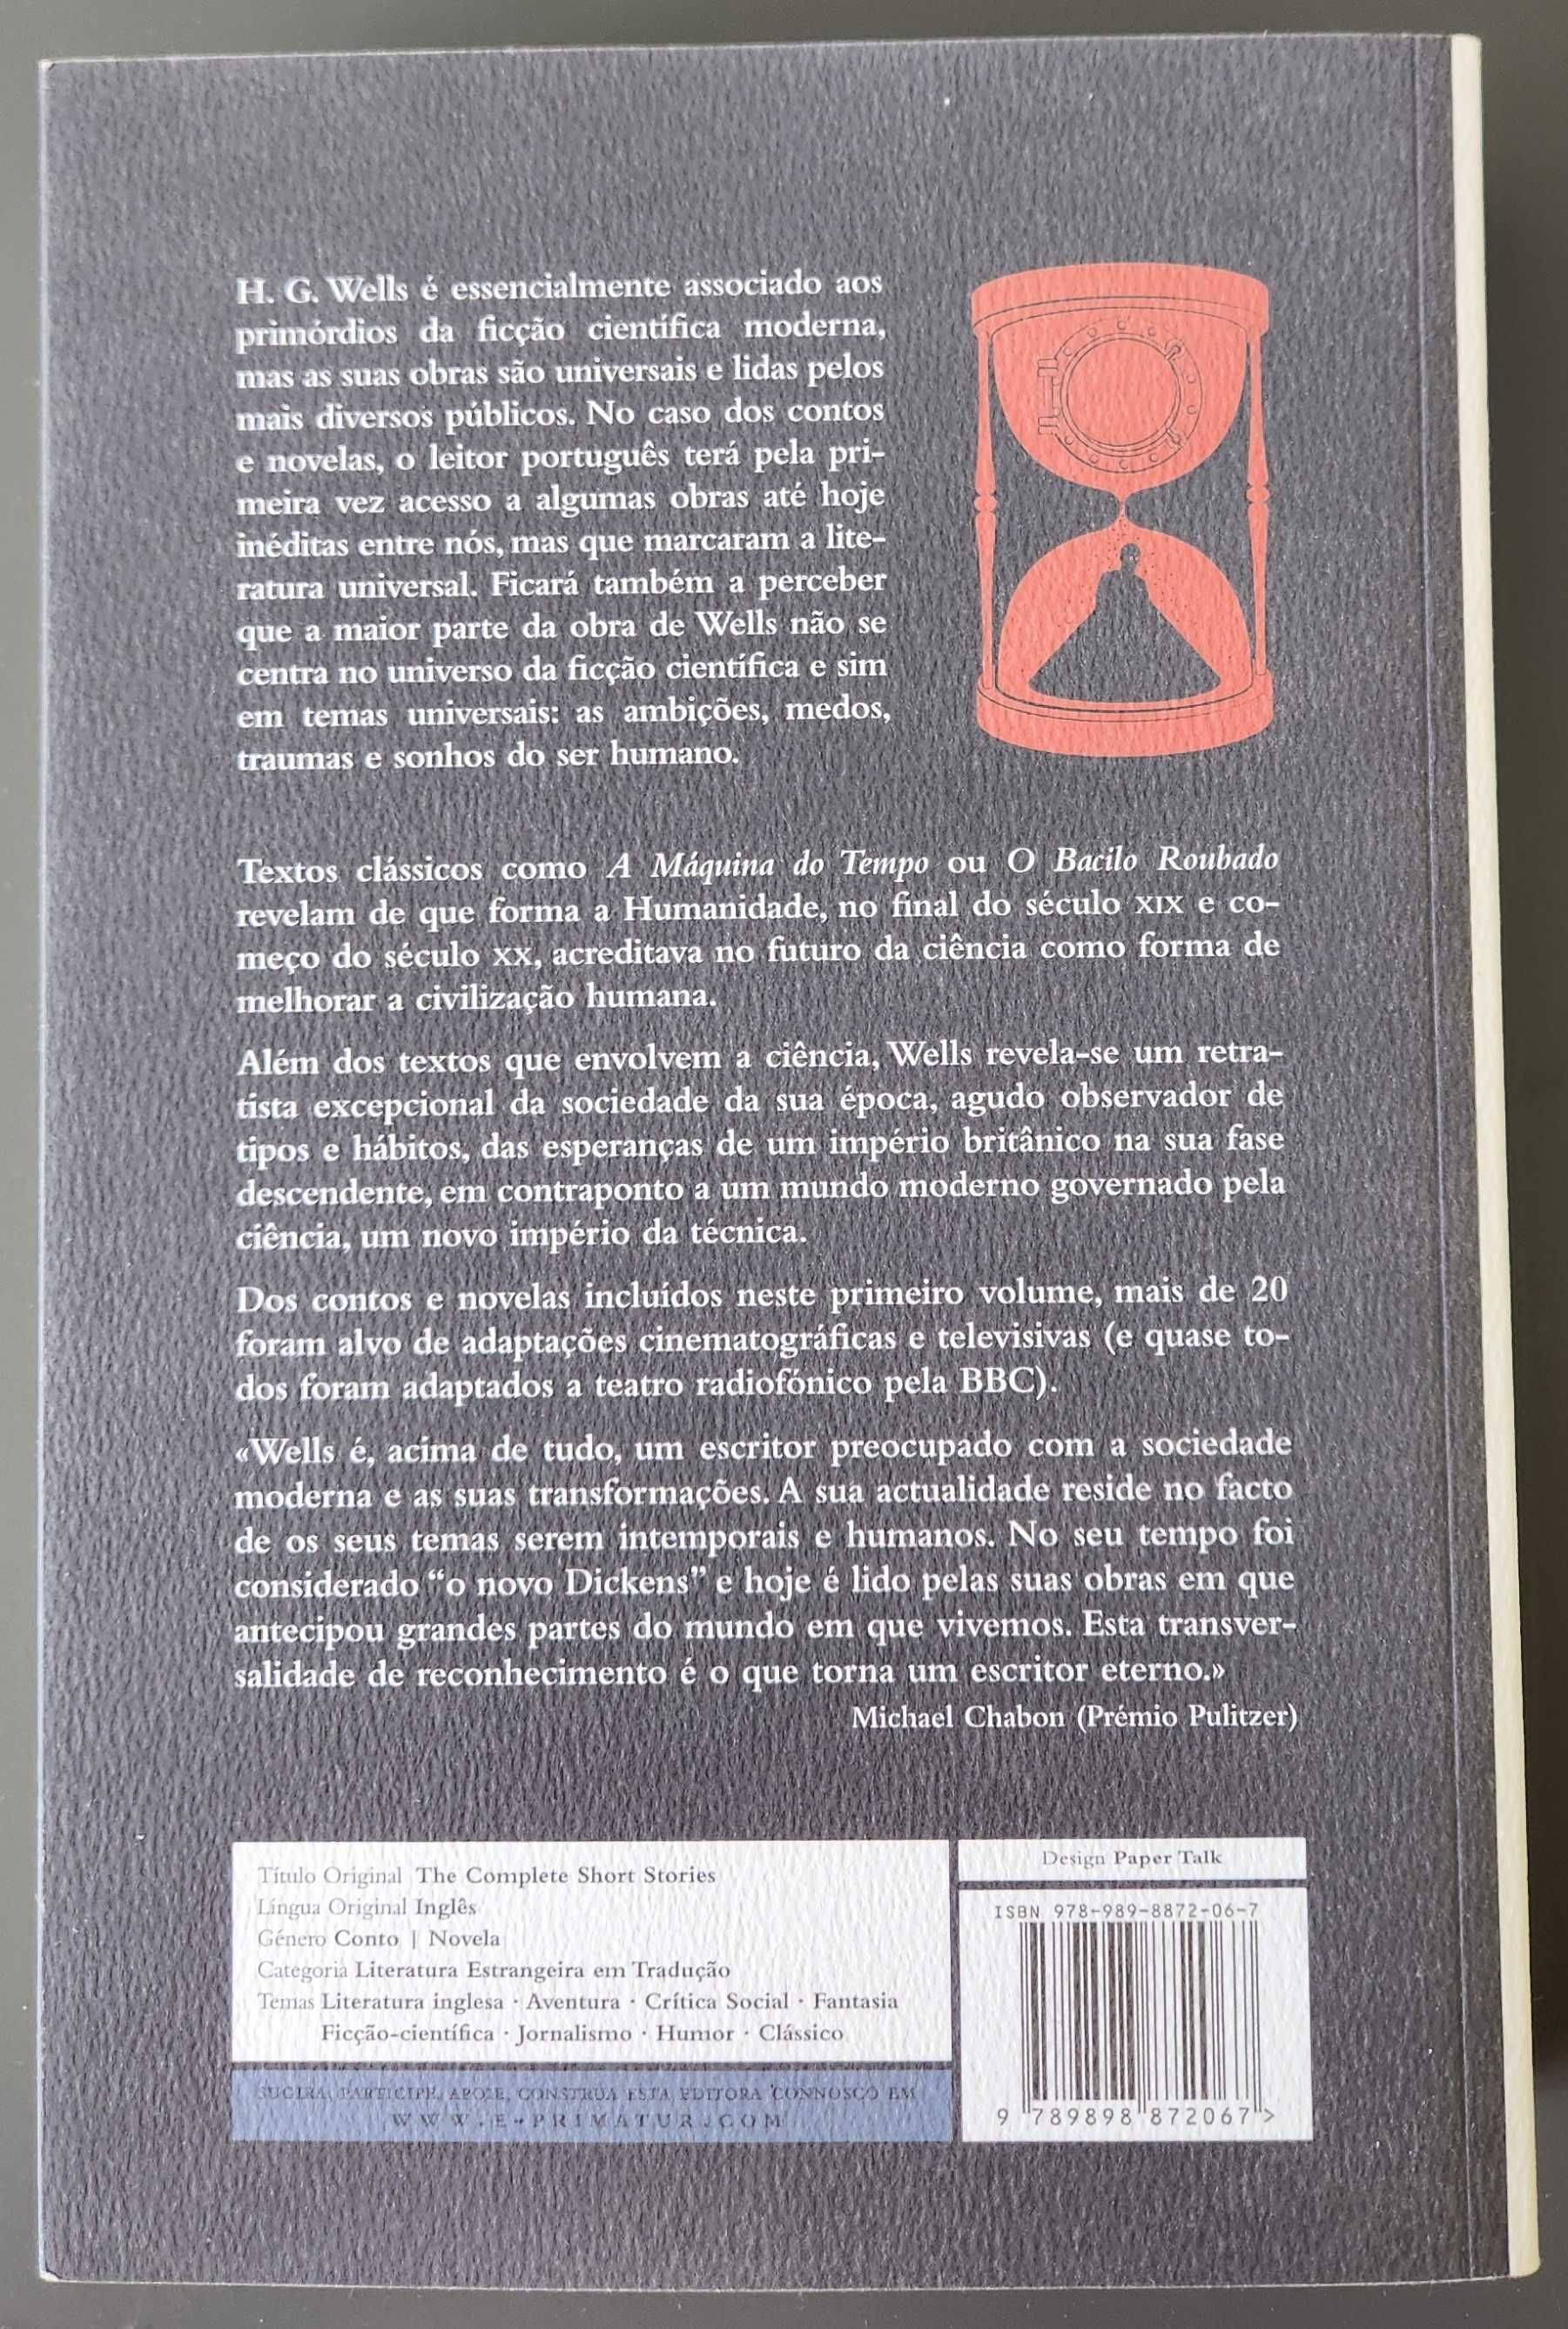 H. G. Wells é essencialmente associado aos
primórdios da ficção científica moderna,
mas as suas obras são universais e lidas pelos
mais diversos públicos. No caso dos contos
e novelas, o leitor português terá pela pri-
meira vez acesso a algumas obras até hoje
inéditas entre nós, mas que marcaram a lite-
ratura universal. Ficará também a perceber
que a maior parte da obra de Wells não se
centra no universo da ficção científica e sim
em temas universais: as ambições, medos,
traumas e sonhos do ser humano.
Textos clássicos como A Máquina do Tempo ou O Bacilo Roubado
revelam de que forma a Humanidade, no final do século XIX e co-
meço do século XX, acreditava no futuro da ciência como forma de
melhorar a civilização humana.
Além dos textos que envolvem a ciência, Wells revela-se um retra-
tista excepcional da sociedade da sua época, agudo observador de
tipos e hábitos, das esperanças de um império britânico na sua fase
descendente, em contraponto a um mundo moderno governado pela
ciência, um novo império da técnica.
Dos contos e novelas incluídos neste primeiro volume, mais de 20
foram alvo de adaptações cinematográficas e televisivas (e quase to-
dos foram adaptados a teatro radiofónico pela BBC).
«Wells é, acima de tudo, um escritor preocupado com a sociedade
moderna e as suas transformações. A sua actualidade reside no facto
de os seus temas serem intemporais e humanos. No seu tempo foi
considerado “o novo Dickens” e hoje é lido pelas suas obras em que
antecipou grandes partes do mundo em que vivemos. Esta transver-
salidade de reconhecimento é o que torna um escritor eterno.»
Michael Chabon (Prémio Pulitzer)
Título Original The Complete Short Stories
Língua Original Inglês
Género Conto | Novela
Categoria Literatura Estrangeira em Tradução
Temas Literatura inglesa · Aventura · Crítica Social · Fantasia
Ficção-científica · Jornalismo · Humor · Clássico
SUGIRA, PARTICIPE, APOIE, CONSTRUA ESTA EDITORA CONNOSCO EM
WWW.E-PRIMATUR.COM
Design Paper Talk
ISBN 978-989-8872-06-7
9 789898 872067 >